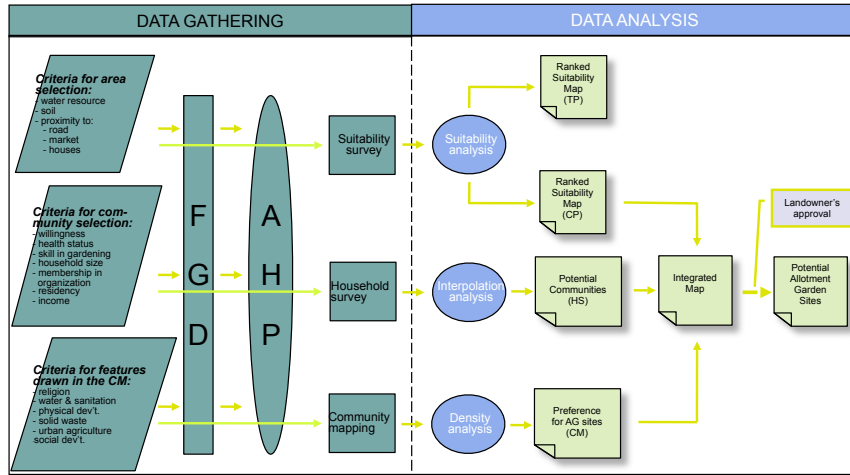 DATA GATHERING
DATA ANALYSIS
Criteria for area
selection:
- water resource
- soil
- proximity to:
- road
- market
- houses
Criteria for com-
munity selection:
- willingness
- health status
- skill in gardening
- household size
- membership in
organization
- residency
- income
Criteria for features
drawn in the CM:
- religion
- water & sanitation
- physical dev't.
- solid waste
- urban agriculture
social dev't.
F
G
D
A
H
P
Suitability
survey
Household
survey
Community
mapping
Suitability
analysis
Interpolation
analysis
Density
analysis
Ranked
Suitability
Map
(TP)
Ranked
Suitability
Map
(CP)
Potential
Communities
(HS)
Preference
for AG sites
(CM)
Integrated
Map
Landowner's
approval
Potential
Allotment
Garden
Sites